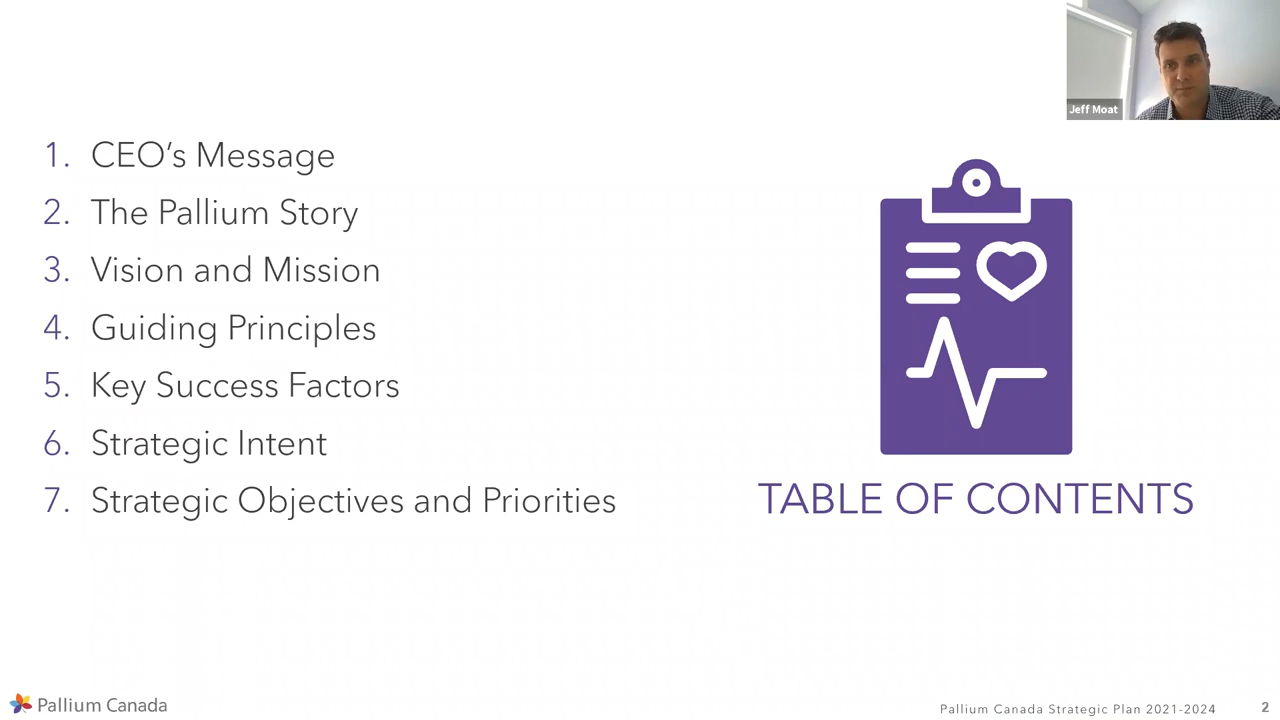 Jeff Moat
1. CEO’s Message
2. The Pallium Story
3. Vision and Mission
4. Guiding Principles
5. Key Success Factors
6. Strategic Intent
7. Strategic Objectives and Priorities
TABLE OF CONTENTS
Pallium Canada
Pallium Canada Strategic Plan 2021-2024 2